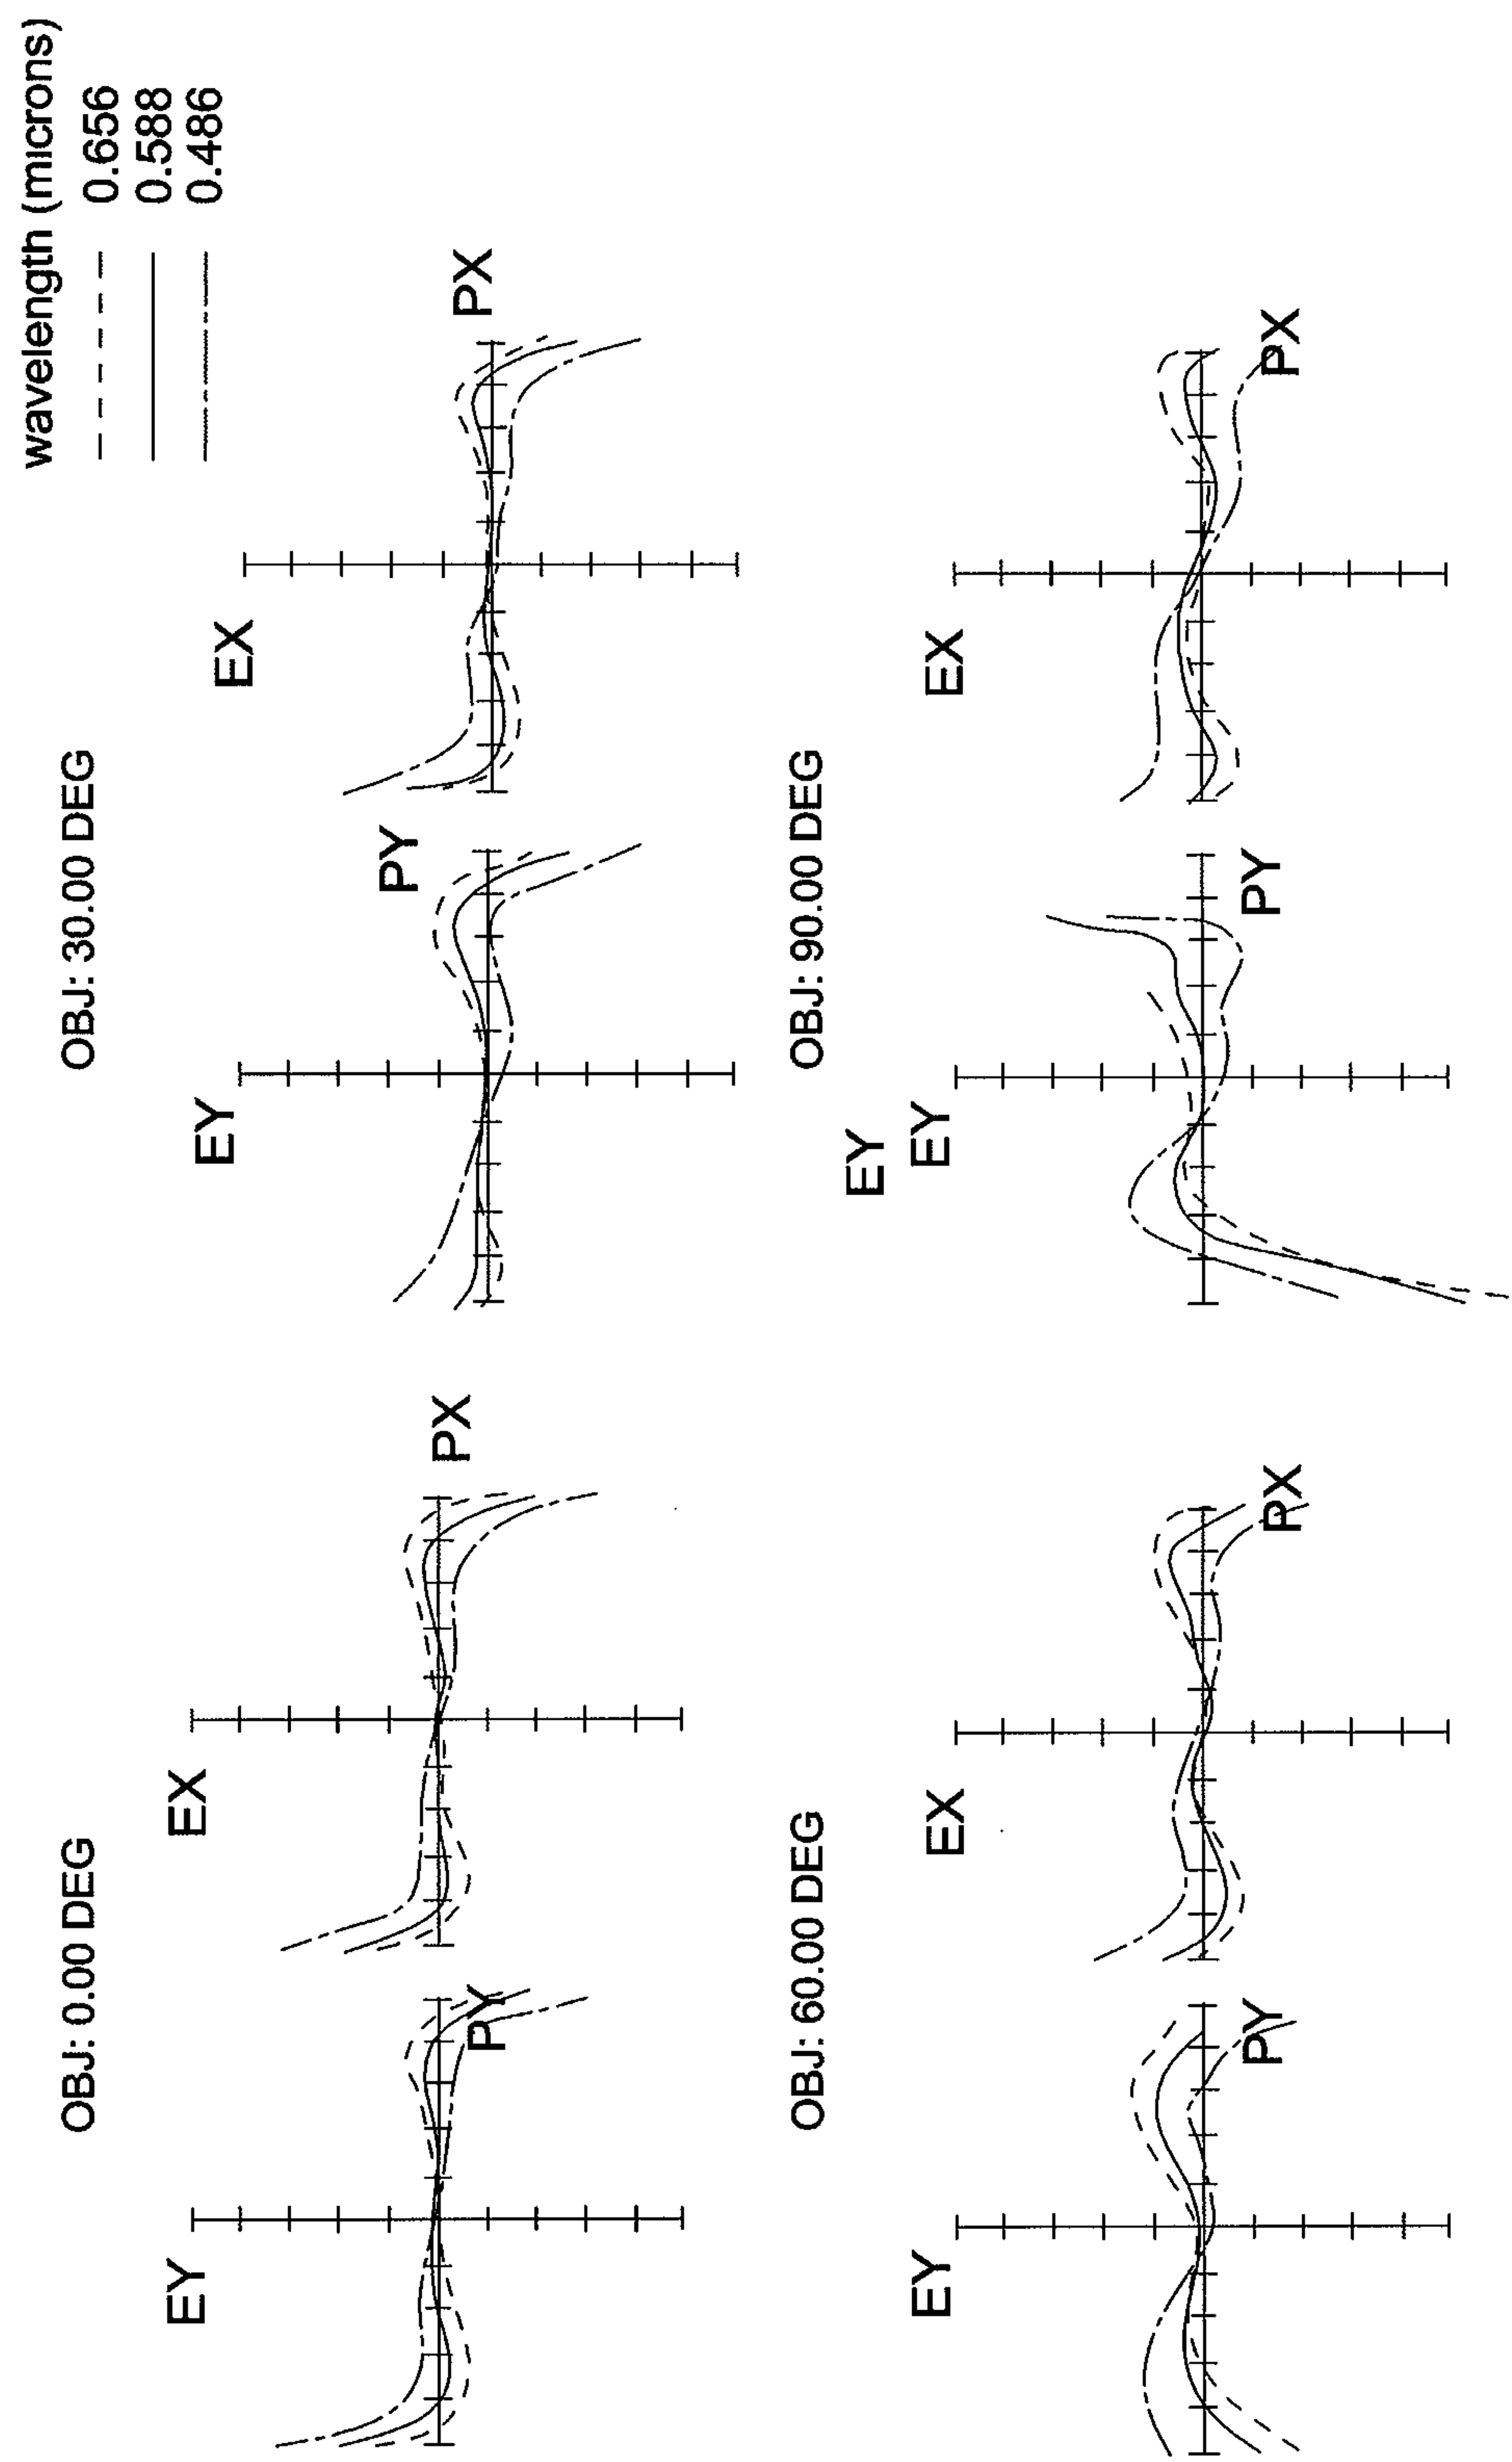 wavelength (microns)
0.656
0.588
0.486
OBJ: 0.00 DEG
EY
PY
EX
PX
OBJ: 30.00 DEG
EY
PY
EX
PX
OBJ: 60.00 DEG
EY
PY
EX
PX
OBJ: 90.00 DEG
EY
EY
PY
EX
PX